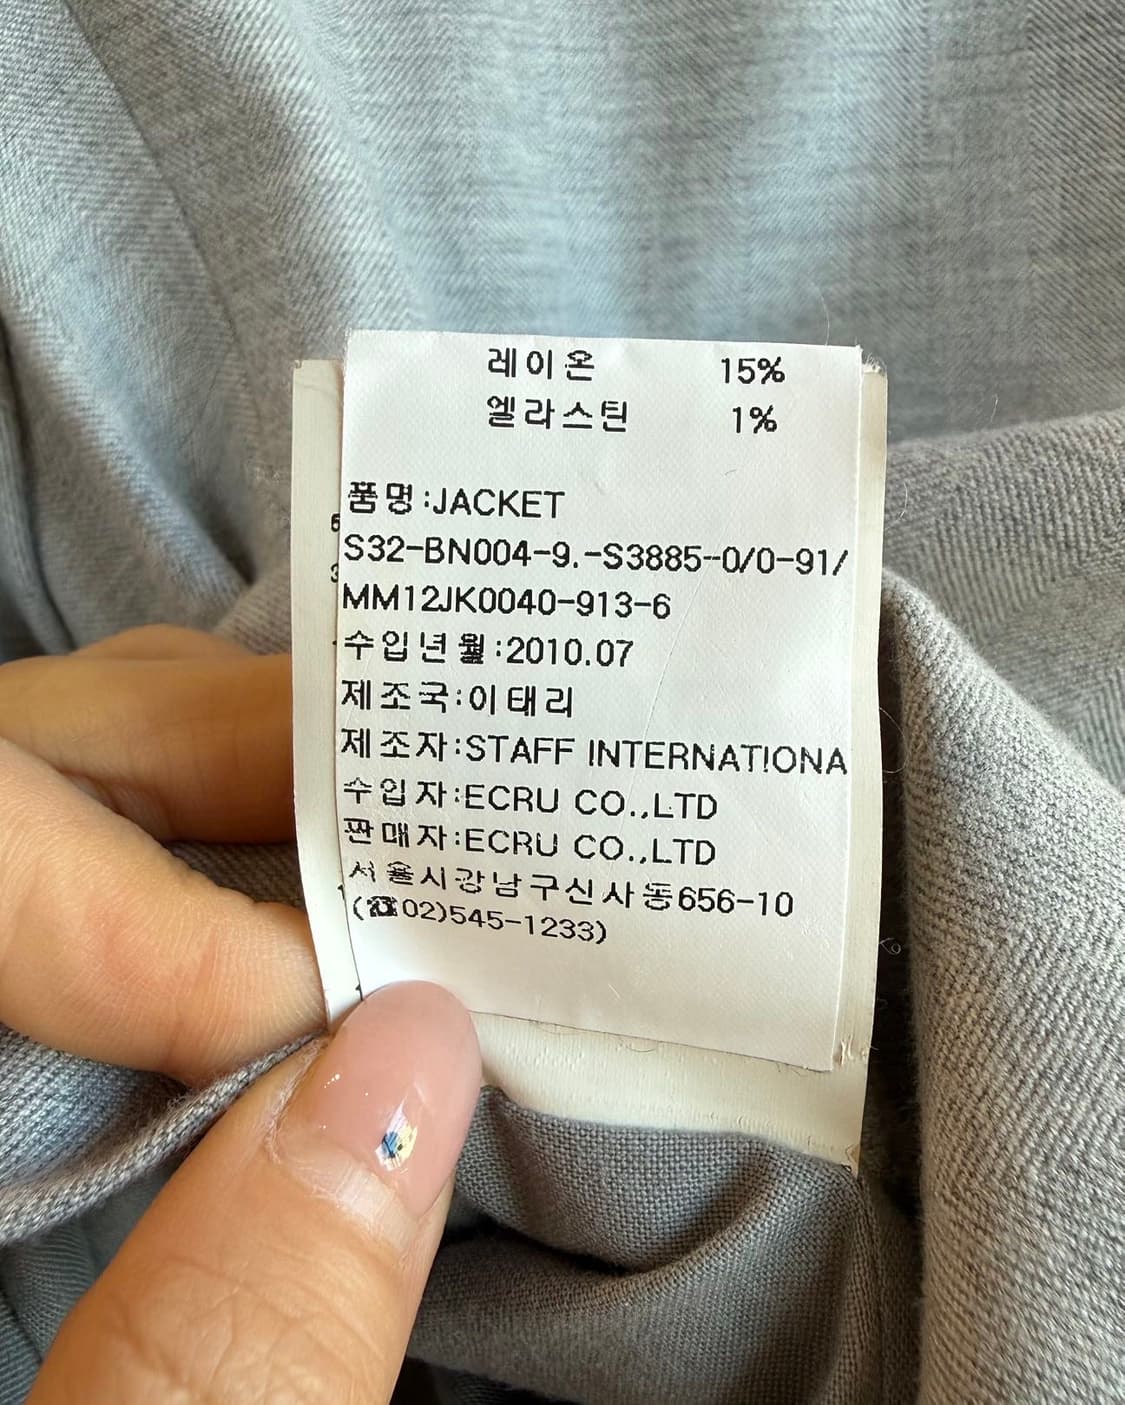 레이온 15%
엘라스틴 1%
품명:JACKET
S32-BN004-9.-S3885-0/0-91/
MM12JK0040-913-6
수입년월:2010.07
제조국:이태리
제조자:STAFF INTERNATIONA
수입자:ECRU CO.,LTD
판매자:ECRU CO.,LTD
서울시강남구신사동656-10
(☎02)545-1233)